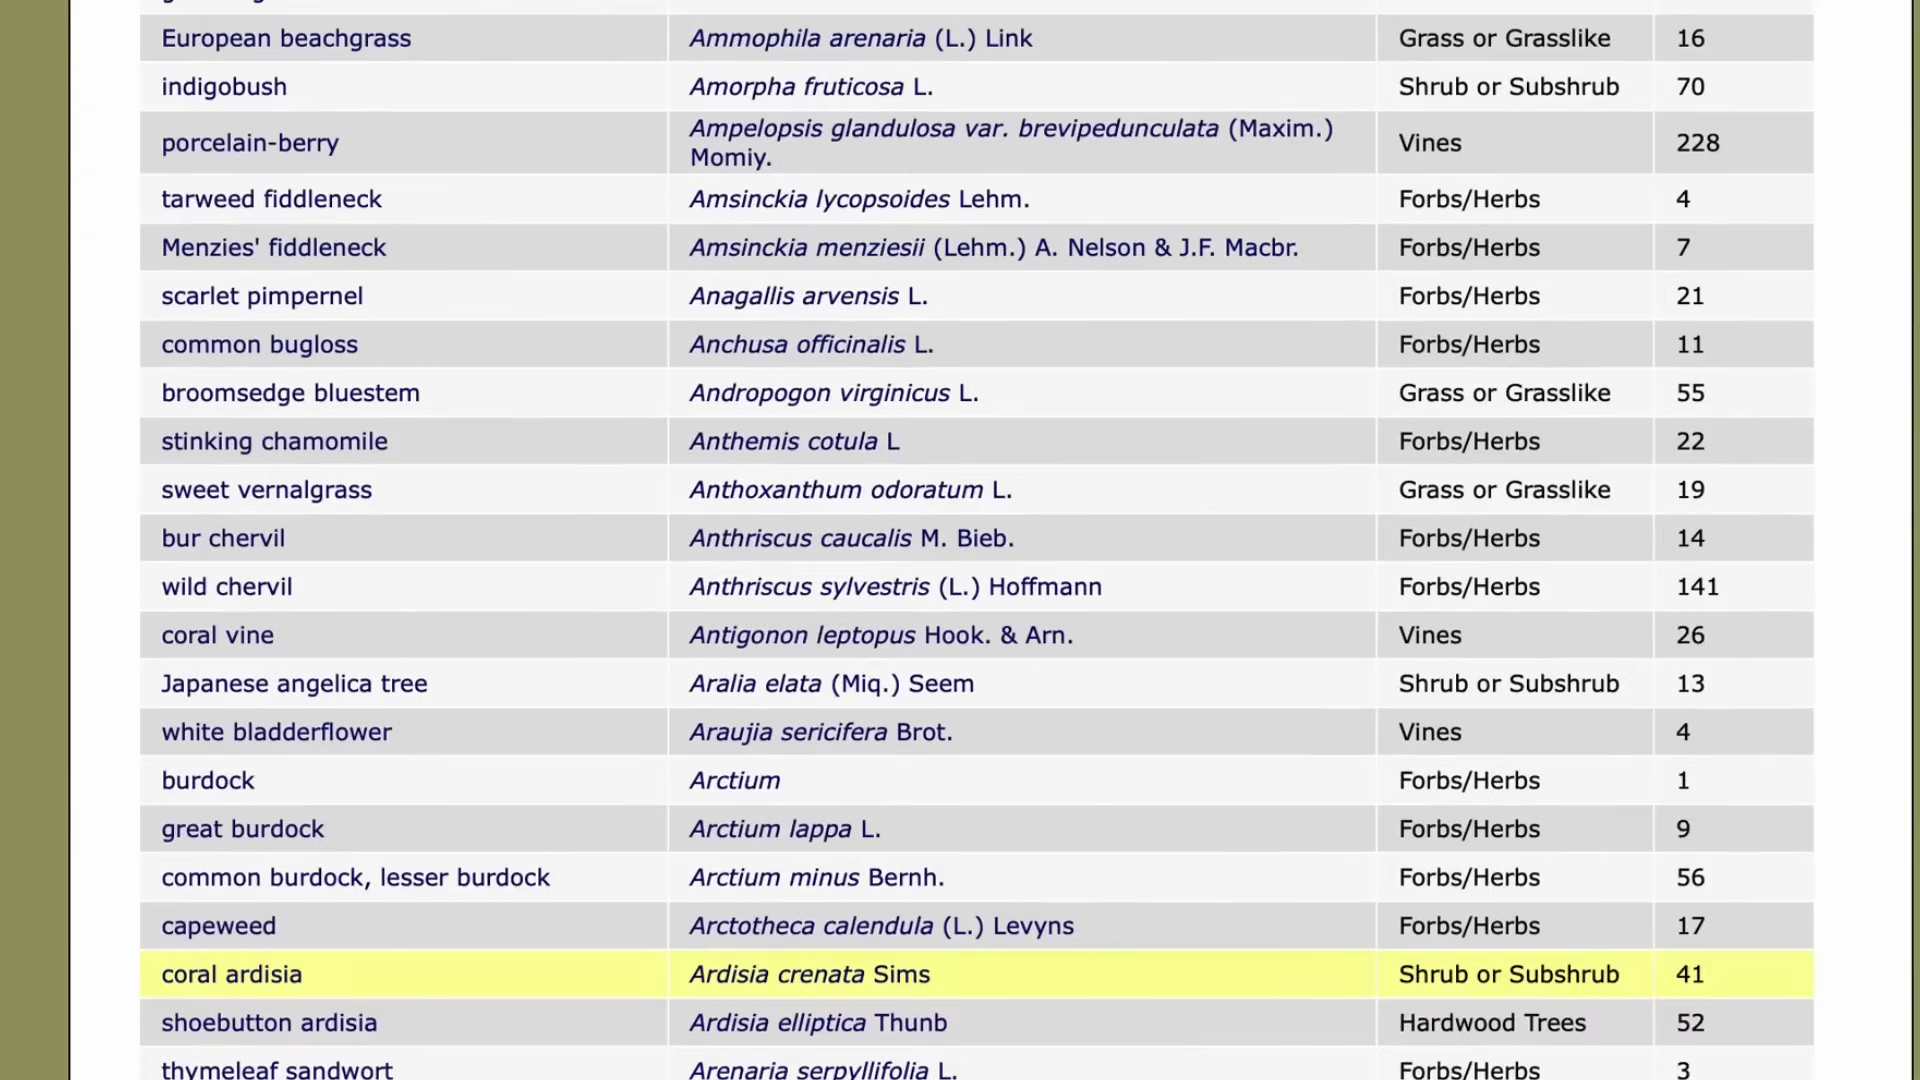 European beachgrass Ammophila arenaria (L.) Link Grass or Grasslike 16
indigobush Amorpha fruticosa L. Shrub or Subshrub 70
porcelain-berry Ampelopsis glandulosa var. brevipedunculata (Maxim.) Momiy. Vines 228
tarweed fiddleneck Amsinckia lycopsoides Lehm. Forbs/Herbs 4
Menzies' fiddleneck Amsinckia menziesii (Lehm.) A. Nelson & J.F. Macbr. Forbs/Herbs 7
scarlet pimpernel Anagallis arvensis L. Forbs/Herbs 21
common bugloss Anchusa officinalis L. Forbs/Herbs 11
broomsedge bluestem Andropogon virginicus L. Grass or Grasslike 55
stinking chamomile Anthemis cotula L Forbs/Herbs 22
sweet vernalgrass Anthoxanthum odoratum L. Grass or Grasslike 19
bur chervil Anthriscus caucalis M. Bieb. Forbs/Herbs 14
wild chervil Anthriscus sylvestris (L.) Hoffmann Forbs/Herbs 141
coral vine Antigonon leptopus Hook. & Arn. Vines 26
Japanese angelica tree Aralia elata (Miq.) Seem Shrub or Subshrub 13
white bladderflower Araujia sericifera Brot. Vines 4
burdock Arctium Forbs/Herbs 1
great burdock Arctium lappa L. Forbs/Herbs 9
common burdock, lesser burdock Arctium minus Bernh. Forbs/Herbs 56
capeweed Arctotheca calendula (L.) Levyns Forbs/Herbs 17
coral ardisia Ardisia crenata Sims Shrub or Subshrub 41
shoebutton ardisia Ardisia elliptica Thunb Hardwood Trees 52
thymeleaf sandwort Arenaria serpyllifolia L. Forbs/Herbs 3